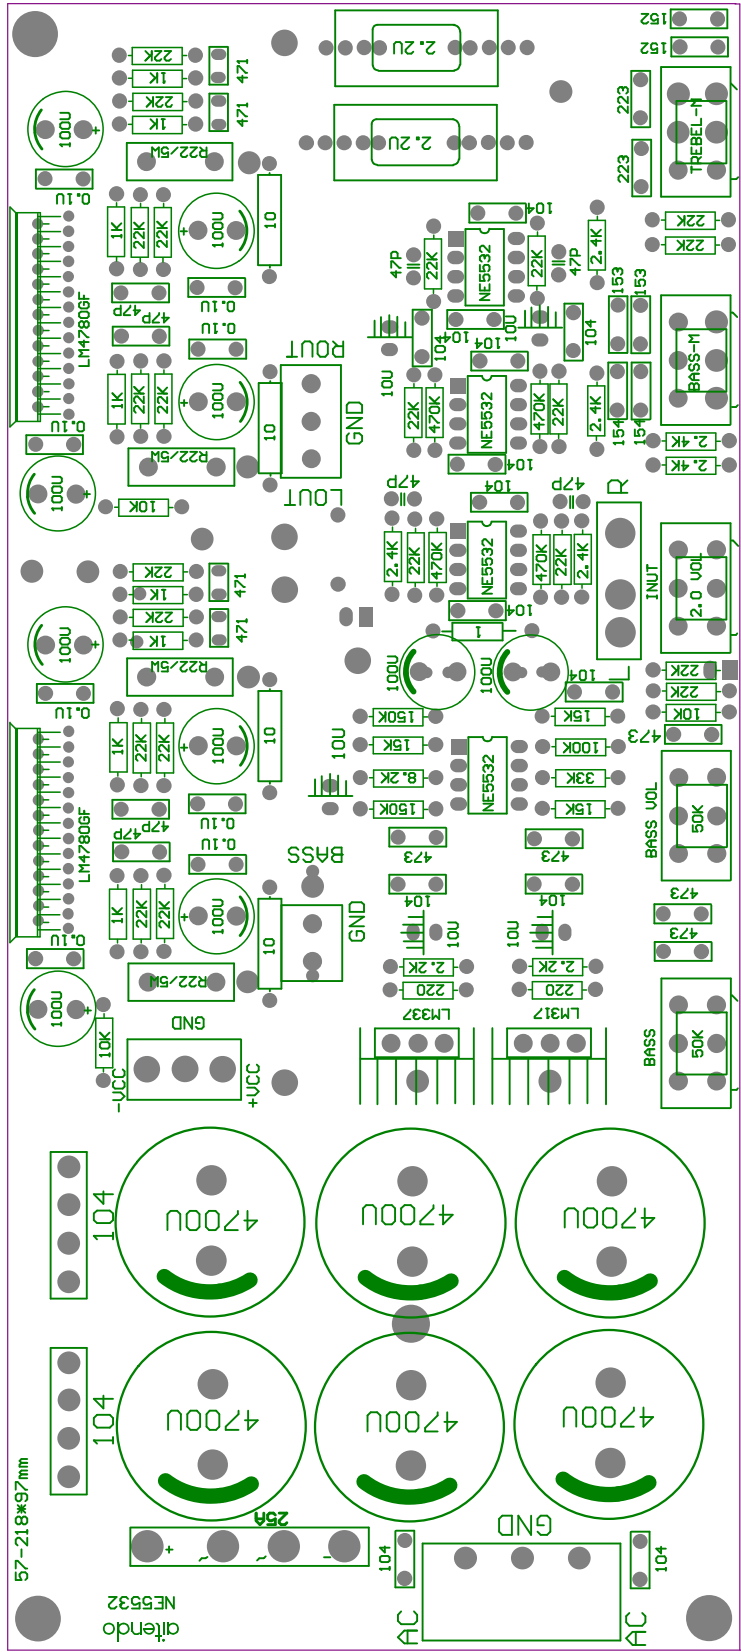 152
152
22K
1K
22K
1K
471
471
100U
2.2U
2.2U
223
223
TREBEL-M
R22/5W
0.1U
1K
22K
22K
100U
10
104
NE5532
22K
47P
22K
47P
2.4K
22K
22K
LM4780GF
47P
47P
0.1U
0.1U
153
153
104
10U
104
104
10U
104
BASS-M
ROUT
GND
LOUT
1K
22K
22K
100U
10
R22/5W
0.1U
100U
10K
22K
470K
NE5532
470K
22K
2.4K
154
154
2.4K
2.4K
104
47P
104
47P
R
INUT
2.4K
22K
470K
NE5532
470K
22K
2.4K
2.0 VOL
104
1
22K
1K
22K
1K
471
471
100U
R22/5W
0.1U
100U
100U
104
22K
22K
10K
473
1K
22K
22K
100U
10
LM4780GF
47P
47P
0.1U
0.1U
10U
150K
15K
8.2K
150K
NE5532
15K
100K
33K
15K
BASS VOL
50K
473
473
104
104
BASS
GND
1K
22K
22K
100U
10
R22/5W
0.1U
100U
10K
10U
10U
2.2K
220
2.2K
220
473
473
BASS
50K
LM337
LM317
GND
-VCC
+VCC
104
4700U
4700U
4700U
104
4700U
4700U
4700U
57-218*97mm
25A
+
~
~
-
104
GND
104
AC
AC
NE5532
aitendo